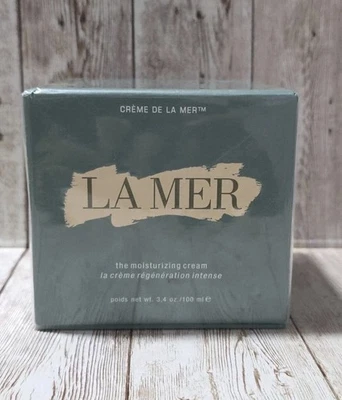 CRÈME DE LA MER™
LA MER
the moisturizing cream
la crème régénération intense
poids net wt. 3,4 oz/100 ml ℮